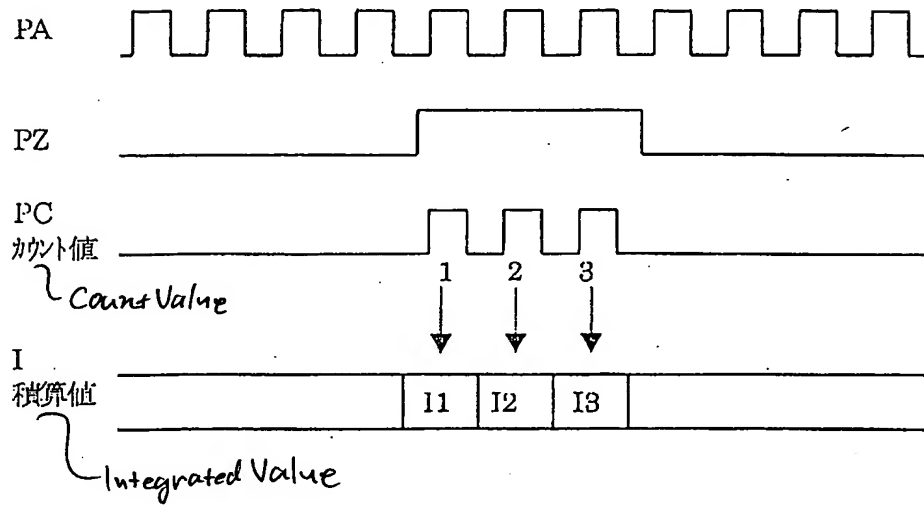 PA
PZ
PC
カウント値
Count Value
1 2 3
I
積算値
I1 I2 I3
Integrated Value